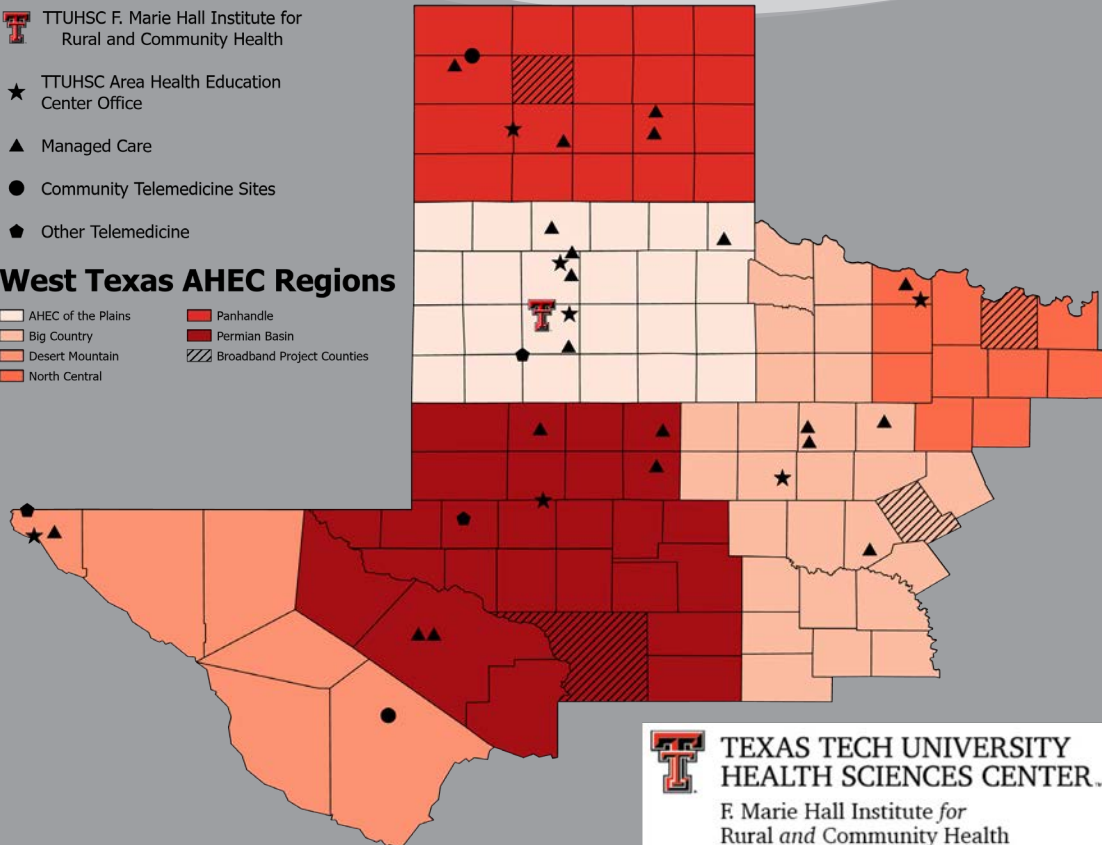 TTUHSC F. Marie Hall Institute for
Rural and Community Health
TTUHSC Area Health Education
Center Office
Managed Care
Community Telemedicine Sites
Other Telemedicine
West Texas AHEC Regions
AHEC of the Plains
Big Country
Desert Mountain
North Central
Panhandle
Permian Basin
Broadband Project Counties
TEXAS TECH UNIVERSITY
HEALTH SCIENCES CENTER™
F. Marie Hall Institute for
Rural and Community Health